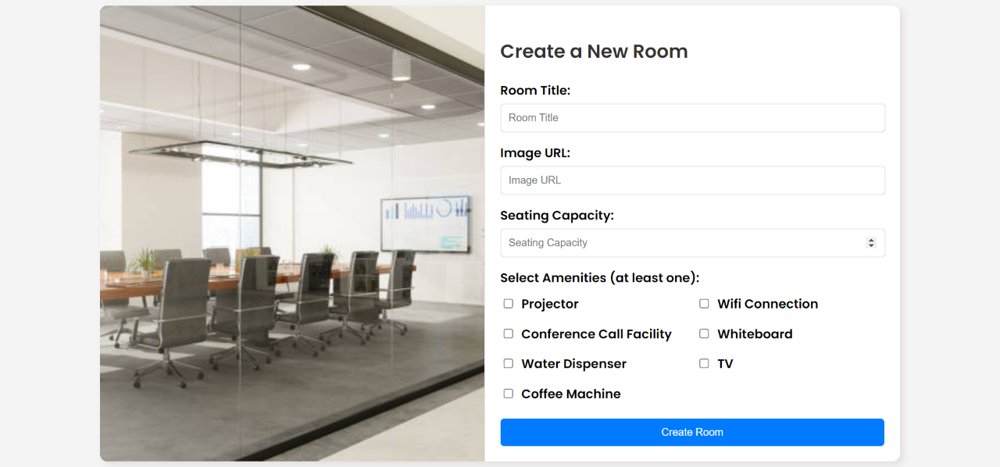 Create a New Room
Room Title:
Room Title
Image URL:
Image URL
Seating Capacity:
Seating Capacity
Select Amenities (at least one):
Projector
Wifi Connection
Conference Call Facility
Whiteboard
Water Dispenser
TV
Coffee Machine
Create Room